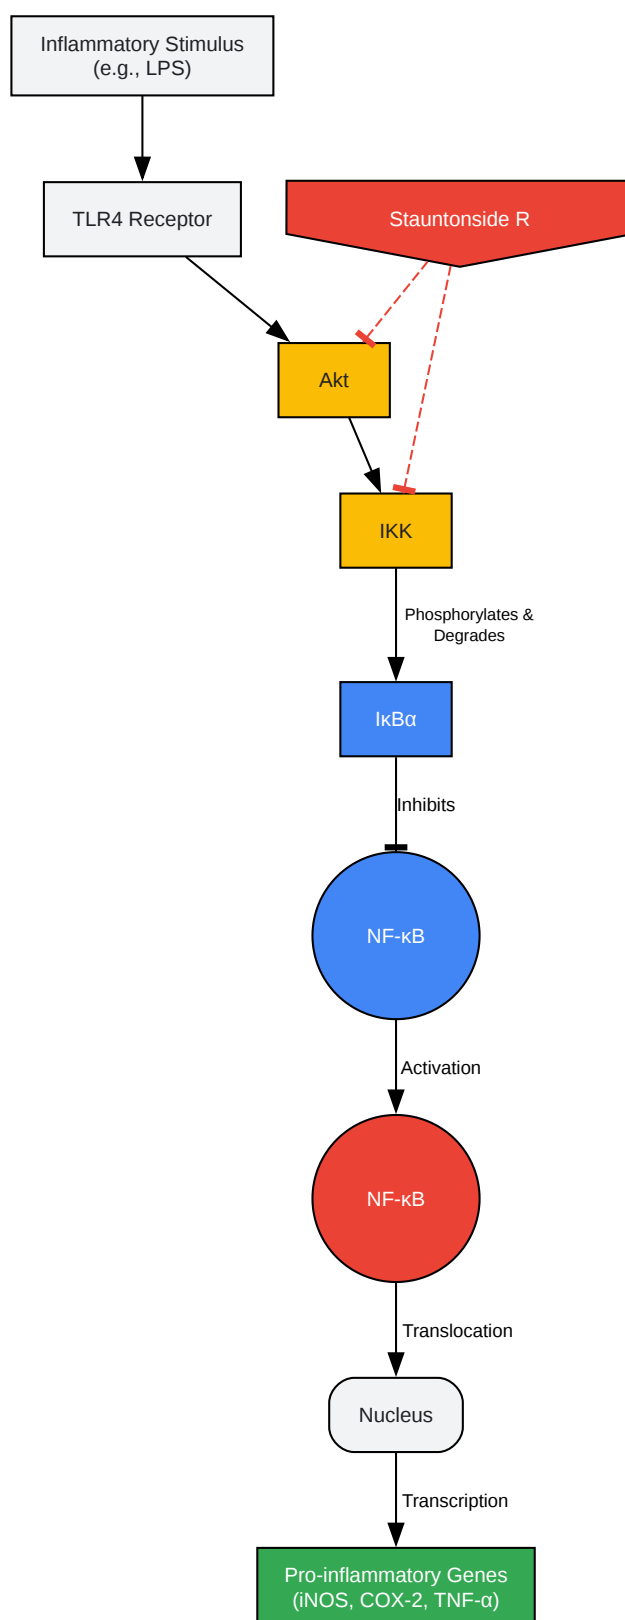 Inflammatory Stimulus
(e.g., LPS)
TLR4 Receptor
Stauntonside R
Akt
IKK
Phosphorylates &
Degrades
IκBα
Inhibits
NF-κB
Activation
NF-κB
Translocation
Nucleus
Transcription
Pro-inflammatory Genes
(iNOS, COX-2, TNF-α)